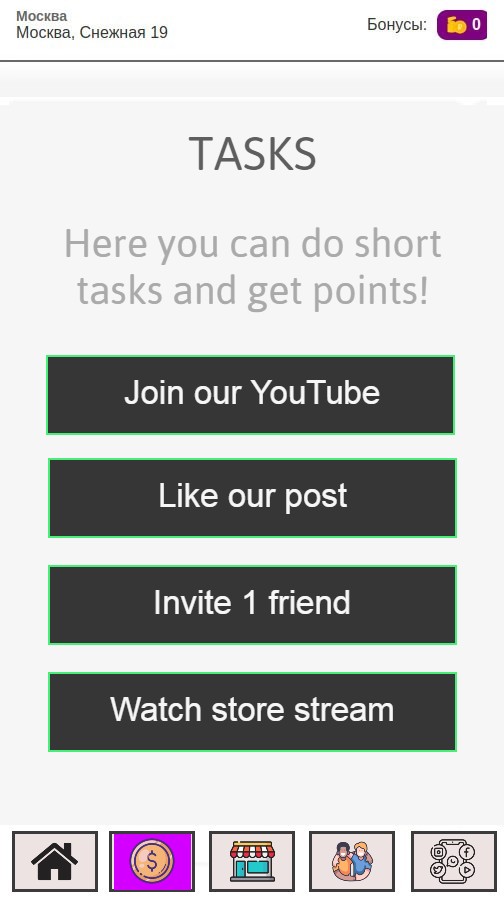 Москва
Москва, Снежная 19
Бонусы: 0
TASKS
Here you can do short
tasks and get points!
Join our YouTube
Like our post
Invite 1 friend
Watch store stream